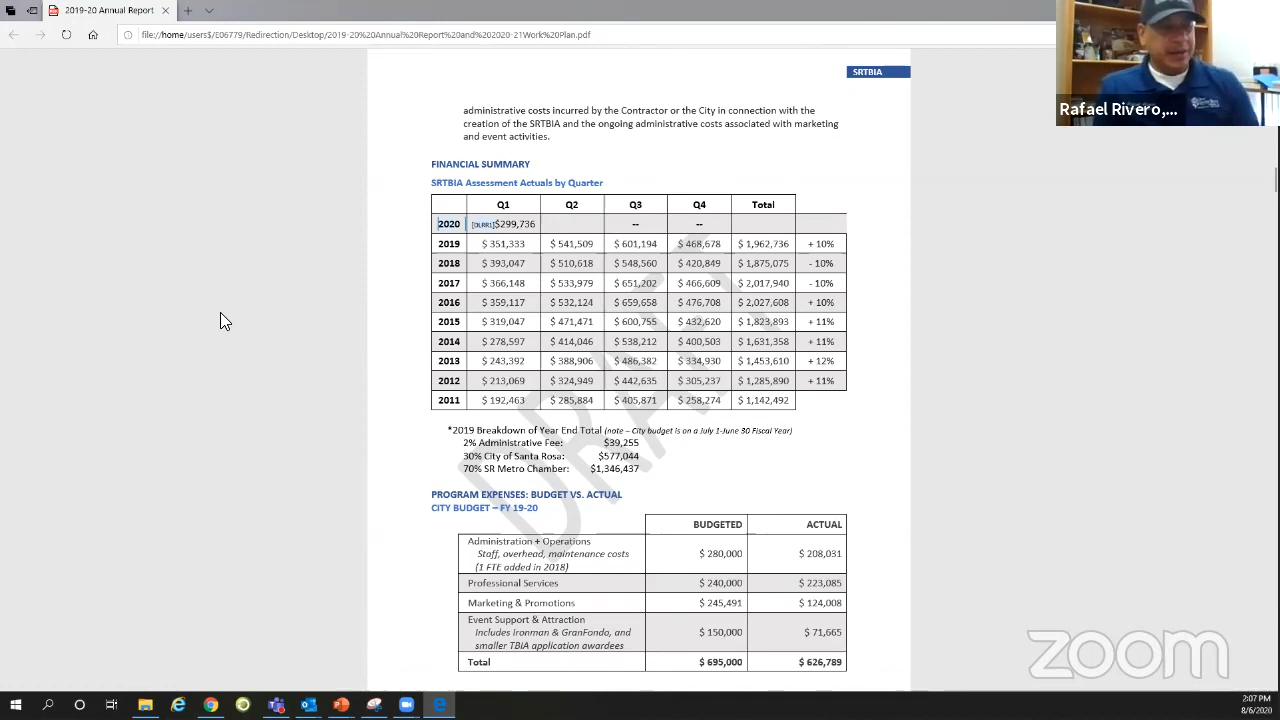 2019-20 Annual Report
file://home/users$/E06779/Redirection/Desktop/2019-20%20Annual%20Report%20and%202020-21Work%20Plan.pdf
Rafael Rivero,...
SRTBIA
administrative costs incurred by the Contractor or the City in connection with the
creation of the SRTBIA and the ongoing administrative costs associated with marketing
and event activities.
FINANCIAL SUMMARY
SRTBIA Assessment Actuals by Quarter
Q1 Q2 Q3 Q4 Total
2020 [DLRR1]$299,736 -- --
2019 $ 351,333 $ 541,509 $ 601,194 $ 468,678 $ 1,962,736 + 10%
2018 $ 393,047 $ 510,618 $ 548,560 $ 420,849 $ 1,875,075 - 10%
2017 $ 366,148 $ 533,979 $ 651,202 $ 466,609 $ 2,017,940 - 10%
2016 $ 359,117 $ 532,124 $ 659,658 $ 476,708 $ 2,027,608 + 10%
2015 $ 319,047 $ 471,471 $ 600,755 $ 432,620 $ 1,823,893 + 11%
2014 $ 278,597 $ 414,046 $ 538,212 $ 400,503 $ 1,631,358 + 11%
2013 $ 243,392 $ 388,906 $ 486,382 $ 334,930 $ 1,453,610 + 12%
2012 $ 213,069 $ 324,949 $ 442,635 $ 305,237 $ 1,285,890 + 11%
2011 $ 192,463 $ 285,884 $ 405,871 $ 258,274 $ 1,142,492
DRAFT
*2019 Breakdown of Year End Total (note – City budget is on a July 1-June 30 Fiscal Year)
2% Administrative Fee: $39,255
30% City of Santa Rosa: $577,044
70% SR Metro Chamber: $1,346,437
PROGRAM EXPENSES: BUDGET VS. ACTUAL
CITY BUDGET – FY 19-20
BUDGETED ACTUAL
Administration + Operations
Staff, overhead, maintenance costs $ 280,000 $ 208,031
(1 FTE added in 2018)
Professional Services $ 240,000 $ 223,085
Marketing & Promotions $ 245,491 $ 124,008
Event Support & Attraction
Includes Ironman & GranFondo, and $ 150,000 $ 71,665
smaller TBIA application awardees
Total $ 695,000 $ 626,789
zoom
2:07 PM
8/6/2020